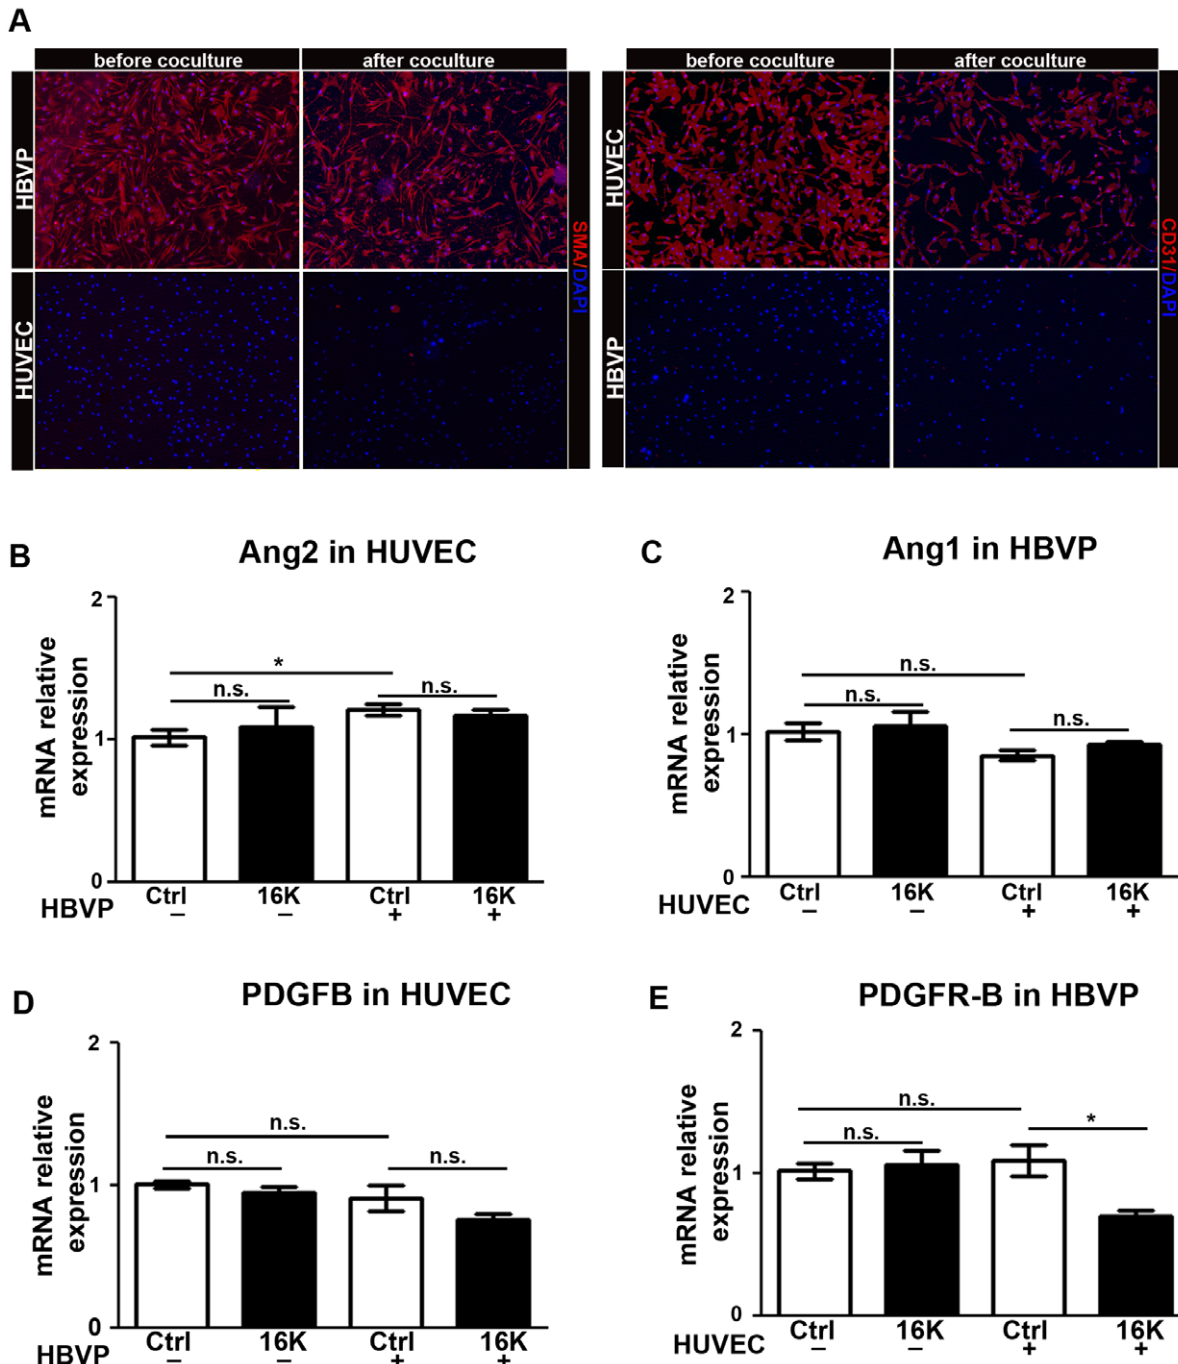 A
before coculture after coculture
HBVP
HUVEC
SMA/DAPI
before coculture after coculture
HUVEC
HBVP
CD31/DAPI
B
Ang2 in HUVEC
mRNA relative
expression
2
1
0
*
n.s.
n.s.
Ctrl 16K Ctrl 16K
HBVP – – + +
C
Ang1 in HBVP
mRNA relative
expression
2
1
0
n.s.
n.s.
n.s.
Ctrl 16K Ctrl 16K
HUVEC – – + +
D
PDGFB in HUVEC
mRNA relative
expression
2
1
0
n.s.
n.s.
n.s.
Ctrl 16K Ctrl 16K
HBVP – – + +
E
PDGFR-B in HBVP
mRNA relative
expression
2
1
0
n.s.
*
n.s.
Ctrl 16K Ctrl 16K
HUVEC – – + +